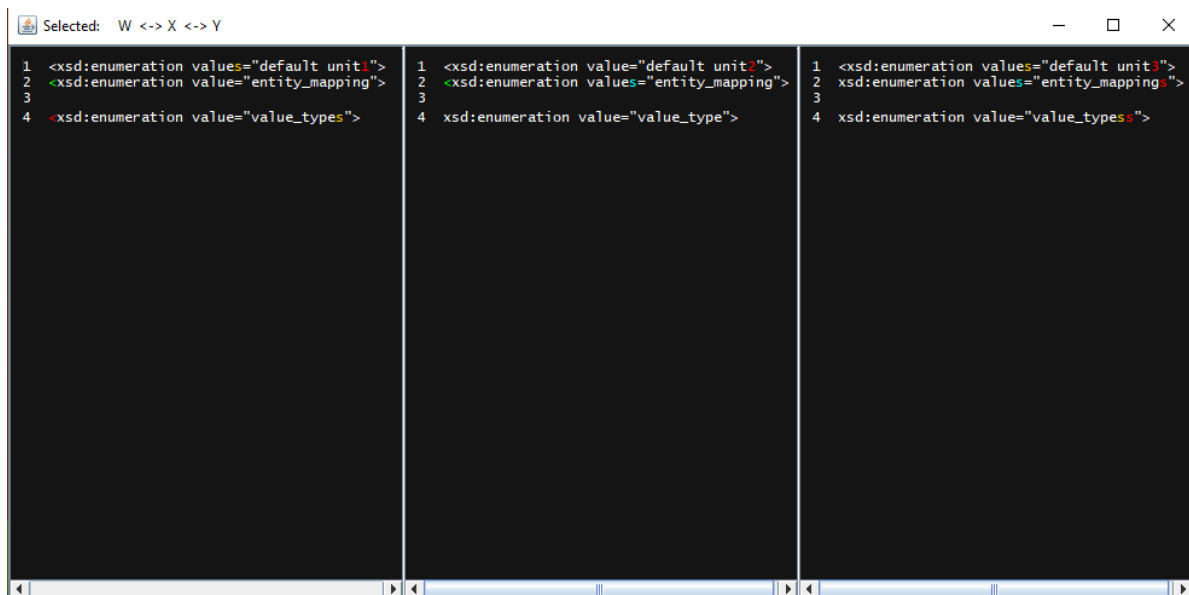 Selected: W <-> X <-> Y
1 <xsd:enumeration values="default unit1">
2 <xsd:enumeration value="entity_mapping">
3
4 <xsd:enumeration value="value_types">
1 <xsd:enumeration value="default unit2">
2 <xsd:enumeration values="entity_mapping">
3
4 xsd:enumeration value="value_type">
1 <xsd:enumeration values="default unit3">
2 xsd:enumeration values="entity_mappings">
3
4 xsd:enumeration value="value_typess">